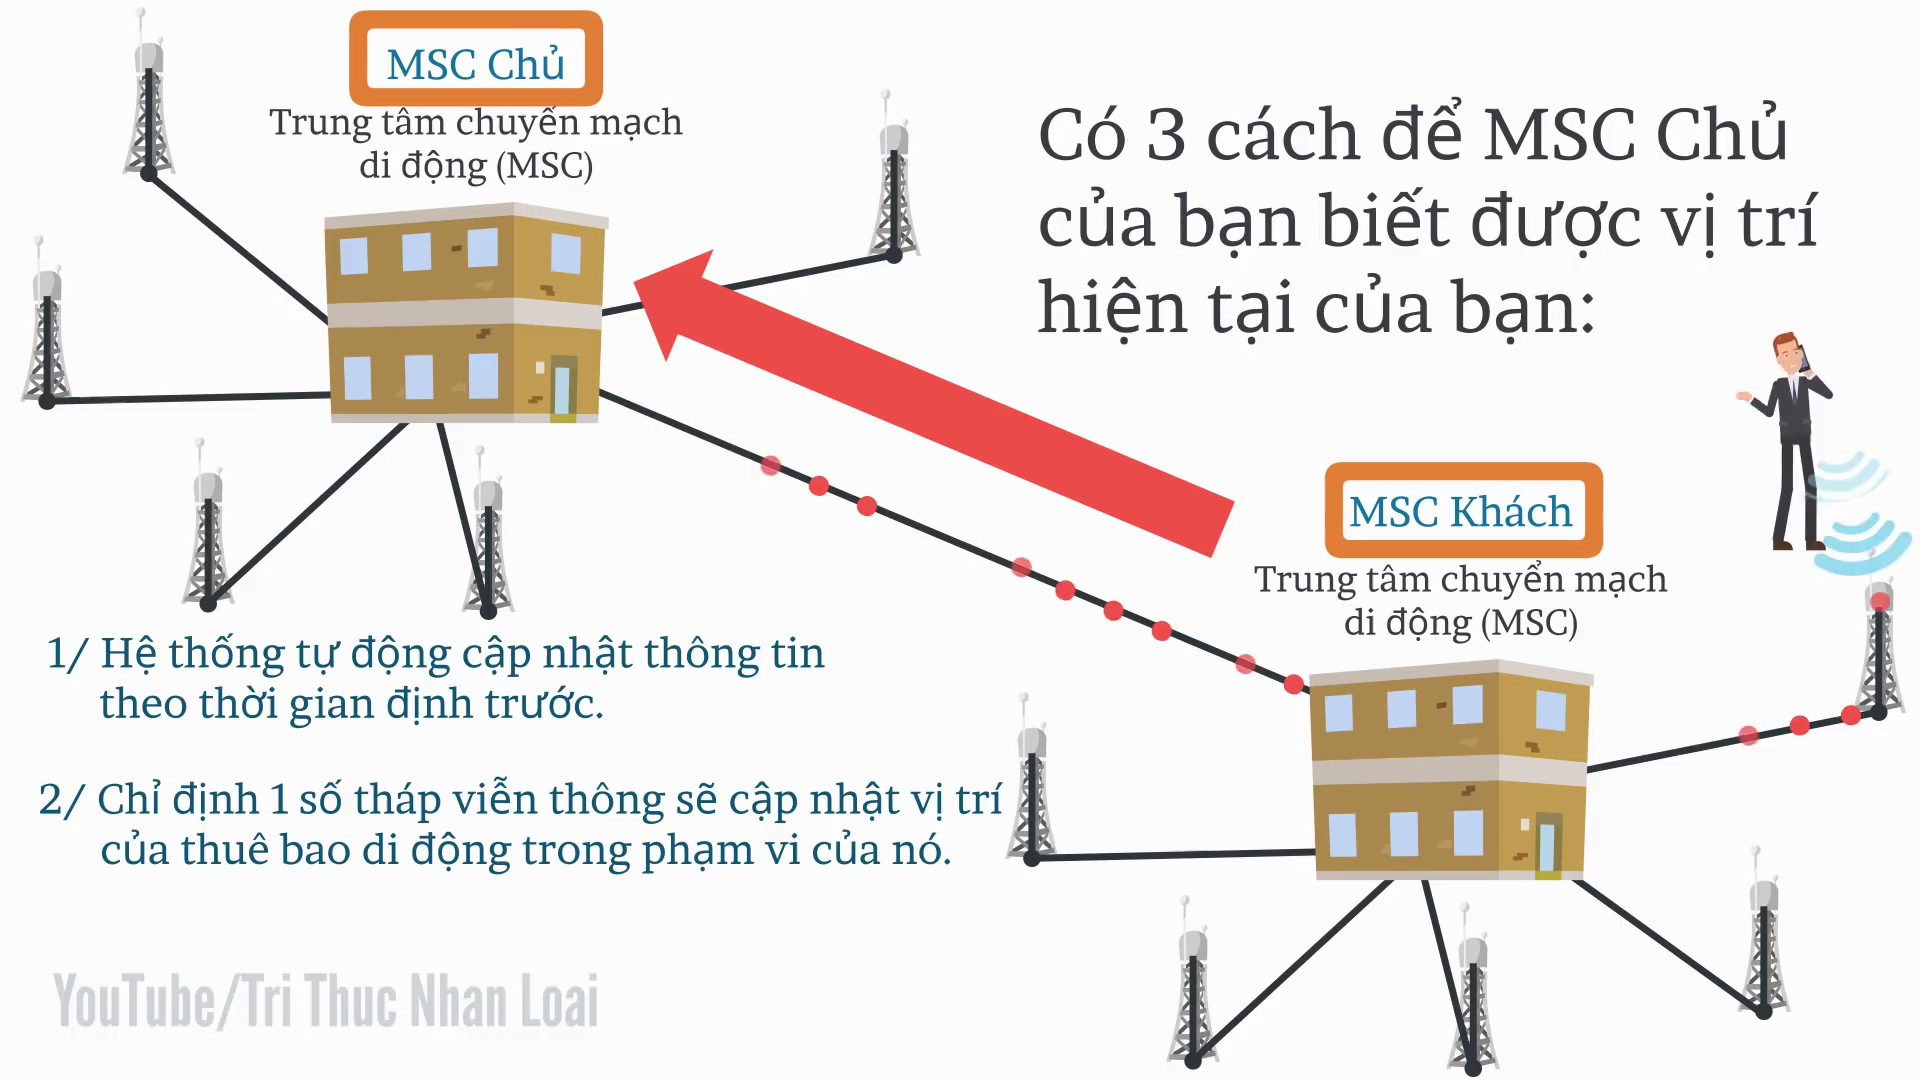 MSC Chủ
Trung tâm chuyển mạch
di động (MSC)
Có 3 cách để MSC Chủ
của bạn biết được vị trí
hiện tại của bạn:
MSC Khách
Trung tâm chuyển mạch
di động (MSC)
1/ Hệ thống tự động cập nhật thông tin
theo thời gian định trước.
2/ Chỉ định 1 số tháp viễn thông sẽ cập nhật vị trí
của thuê bao di động trong phạm vi của nó.
YouTube/Tri Thuc Nhan Loai